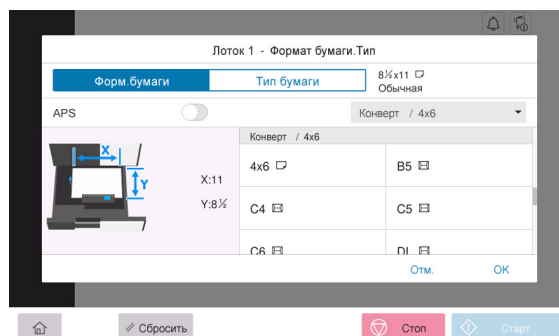 Лоток 1 - Формат бумаги.Тип
Форм.бумаги
Тип бумаги
8½x11
Обычная
APS
Конверт / 4x6
Конверт / 4x6
X
Y
X:11
Y:8½
4x6
B5
C4
C5
C6
DL
Отм.
OK
Сбросить
Стоп
Старт